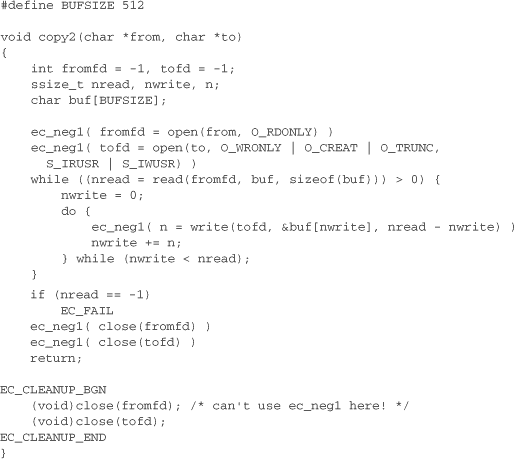 #define BUFSIZE 512
void copy2(char *from, char *to)
{
int fromfd = -1, tofd = -1;
ssize_t nread, nwrite, n;
char buf[BUFSIZE];
ec_neg1( fromfd = open(from, O_RDONLY) )
ec_neg1( tofd = open(to, O_WRONLY | O_CREAT | O_TRUNC,
S_IRUSR | S_IWUSR) )
while ((nread = read(fromfd, buf, sizeof(buf))) > 0) {
nwrite = 0;
do {
ec_neg1( n = write(tofd, &buf[nwrite], nread - nwrite) )
nwrite += n;
} while (nwrite < nread);
}
if (nread == -1)
EC_FAIL
ec_neg1( close(fromfd) )
ec_neg1( close(tofd) )
return;
EC_CLEANUP_BGN
(void)close(fromfd); /* can't use ec_neg1 here! */
(void)close(tofd);
EC_CLEANUP_END
}